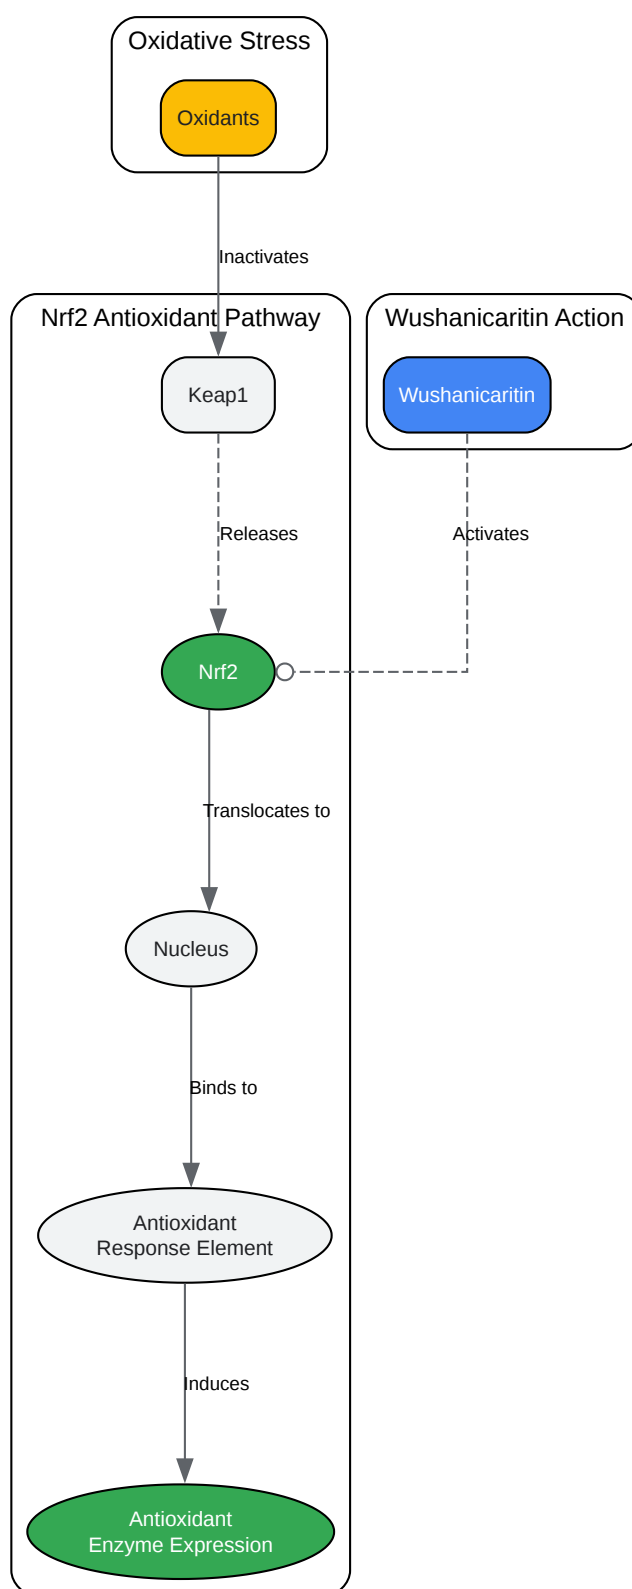 Oxidative Stress
Oxidants
Inactivates
Nrf2 Antioxidant Pathway
Wushanicaritin Action
Keap1
Wushanicaritin
Releases
Activates
Nrf2
Translocates to
Nucleus
Binds to
Antioxidant
Response Element
Induces
Antioxidant
Enzyme Expression